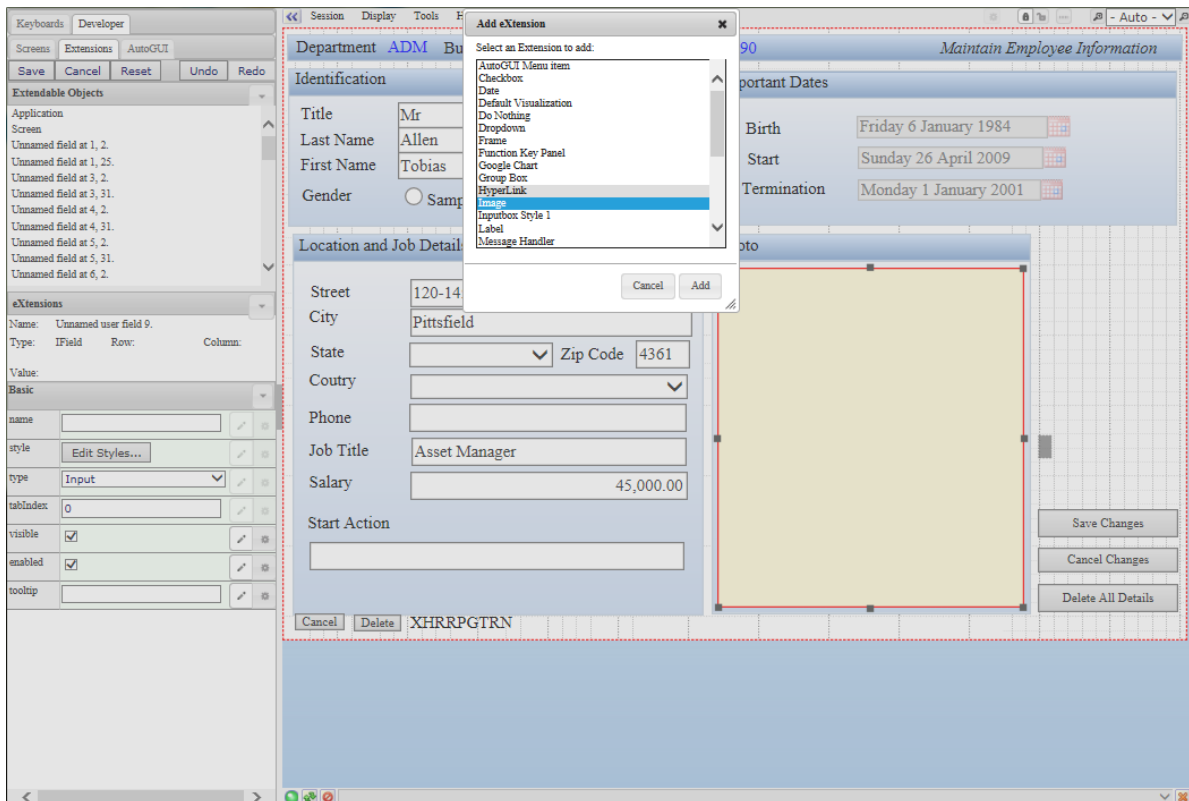 Keyboards Developer
Screens Extensions AutoGUI
Save Cancel Reset Undo Redo
Extendable Objects
Application
Screen
Unnamed field at 1, 2.
Unnamed field at 1, 25.
Unnamed field at 3, 2.
Unnamed field at 3, 31.
Unnamed field at 4, 2.
Unnamed field at 4, 31.
Unnamed field at 5, 2.
Unnamed field at 5, 31.
Unnamed field at 6, 2.
eXtensions
Name: Unnamed user field 9.
Type: IField Row: Column:
Value:
Basic
name
style Edit Styles...
type Input
tabIndex 0
visible
enabled
tooltip
Session Display Tools H
- Auto -
Add eXtension
Select an Extension to add:
AutoGUI Menu item
Checkbox
Date
Default Visualization
Do Nothing
Dropdown
Frame
Function Key Panel
Google Chart
Group Box
HyperLink
Image
Inputbox Style 1
Label
Message Handler
Cancel Add
Department ADM Bu 90 Maintain Employee Information
Identification
Title Mr
Last Name Allen
First Name Tobias
Gender Samp
portant Dates
Birth Friday 6 January 1984
Start Sunday 26 April 2009
Termination Monday 1 January 2001
Location and Job Details
Street 120-14
City Pittsfield
State Zip Code 4361
Coutry
Phone
Job Title Asset Manager
Salary 45,000.00
Start Action
oto
Save Changes
Cancel Changes
Delete All Details
Cancel Delete XHRRPGTRN